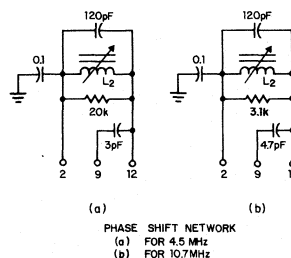 120pF 120pF
0.1 0.1
L2 L2
20k 3.1k
3pF 4.7pF
2 9 12 2 9 1
(a) (b)
PHASE SHIFT NETWORK
(a) FOR 4.5 MHz
(b) FOR 10.7MHz